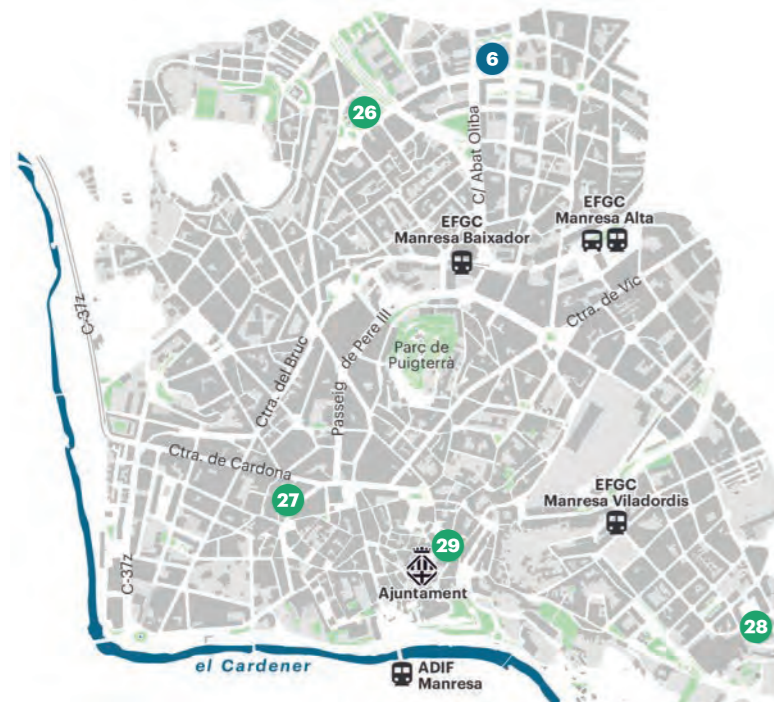 6
26
C/ Abat Oliba
EFGC
Manresa Alta
EFGC
Manresa Baixador
Ctra. de Vic
C-37z
Passeig de Pere III
Parc de
Puigterrà
Ctra. del Bruc
Ctra. de Cardona
27
EFGC
Manresa Viladordis
29
C-37z
Ajuntament
28
el Cardener
ADIF
Manresa